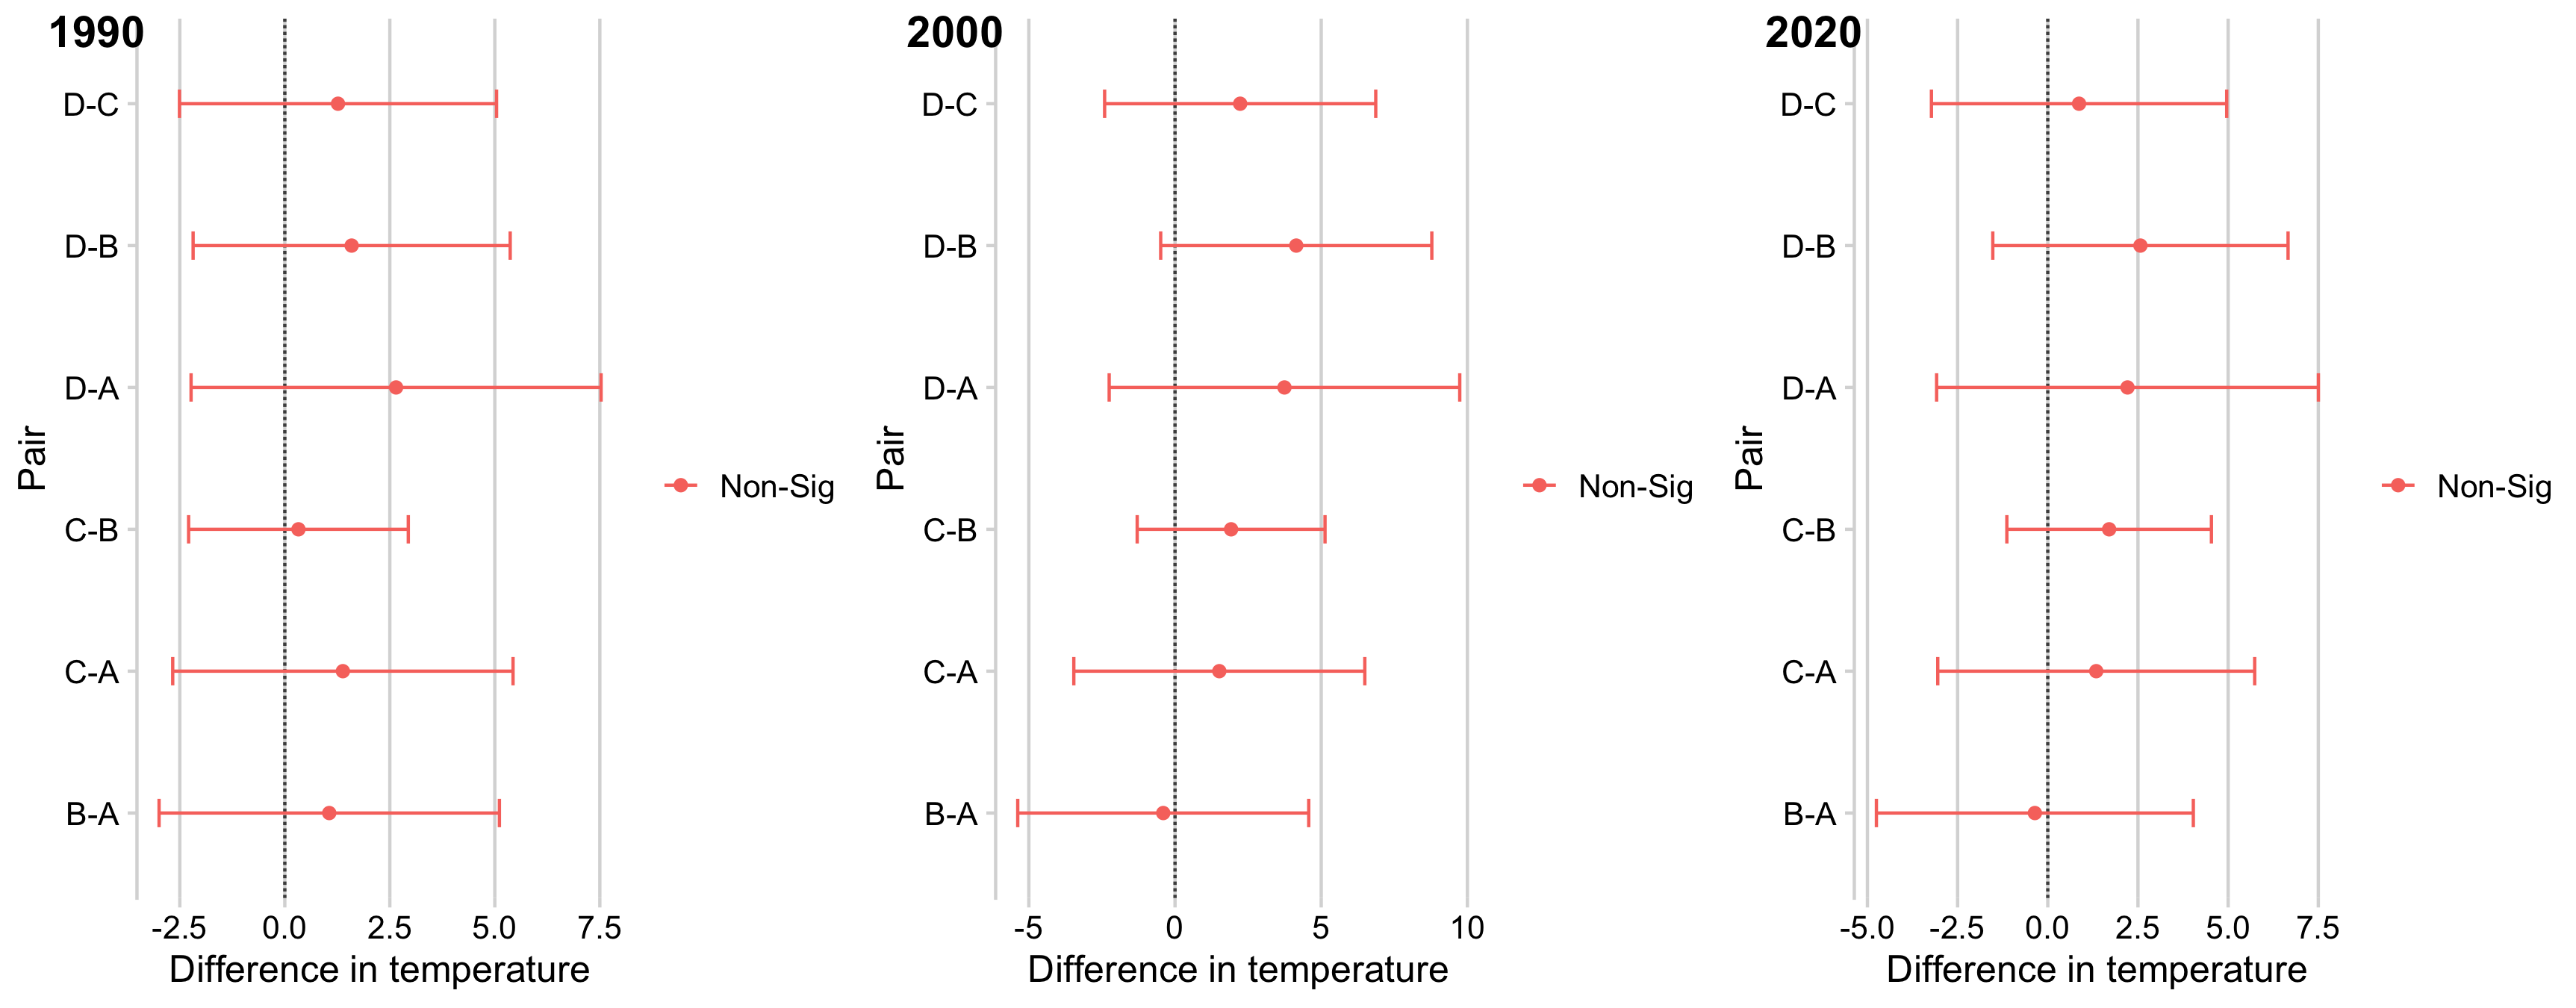 1990
D-C
D-B
D-A
C-B
C-A
B-A
Pair
-2.5 0.0 2.5 5.0 7.5
Difference in temperature
Non-Sig
2000
D-C
D-B
D-A
C-B
C-A
B-A
Pair
-5 0 5 10
Difference in temperature
Non-Sig
2020
D-C
D-B
D-A
C-B
C-A
B-A
Pair
-5.0 -2.5 0.0 2.5 5.0 7.5
Difference in temperature
Non-Sig